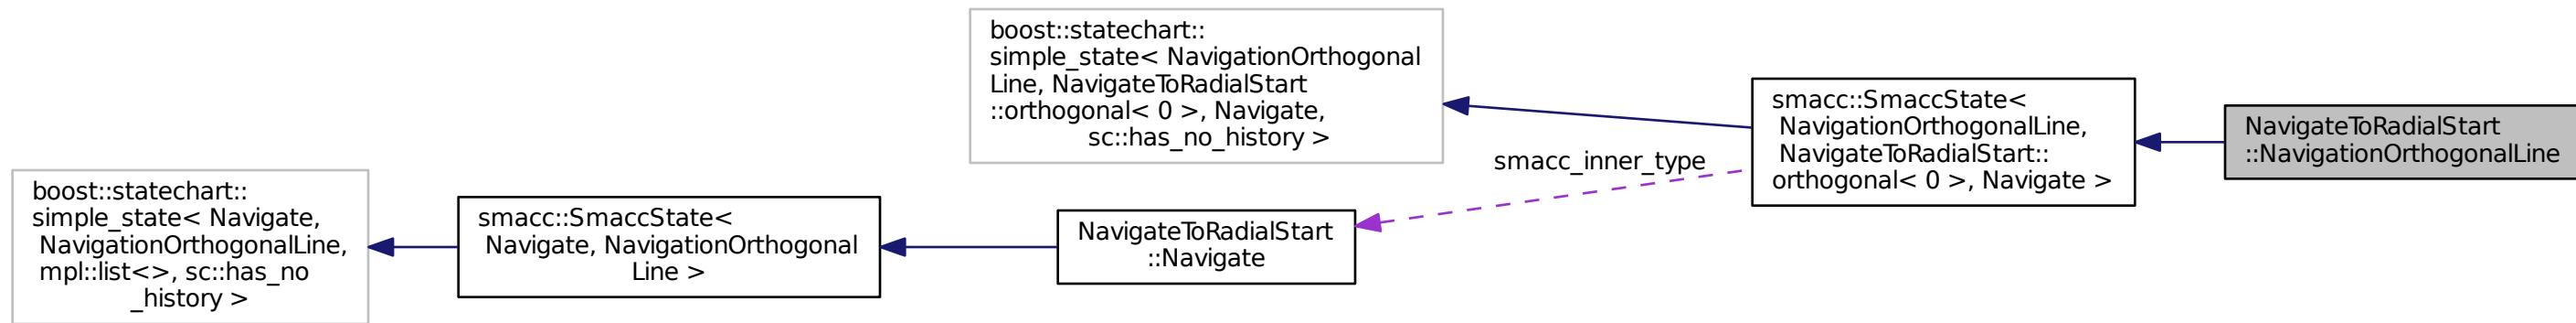 boost::statechart::
simple_state< NavigationOrthogonal
Line, NavigateToRadialStart
::orthogonal< 0 >, Navigate,
sc::has_no_history >
smacc::SmaccState<
NavigationOrthogonalLine,
NavigateToRadialStart::
orthogonal< 0 >, Navigate >
NavigateToRadialStart
::NavigationOrthogonalLine
smacc_inner_type
boost::statechart::
simple_state< Navigate,
NavigationOrthogonalLine,
mpl::list<>, sc::has_no
_history >
smacc::SmaccState<
Navigate, NavigationOrthogonal
Line >
NavigateToRadialStart
::Navigate